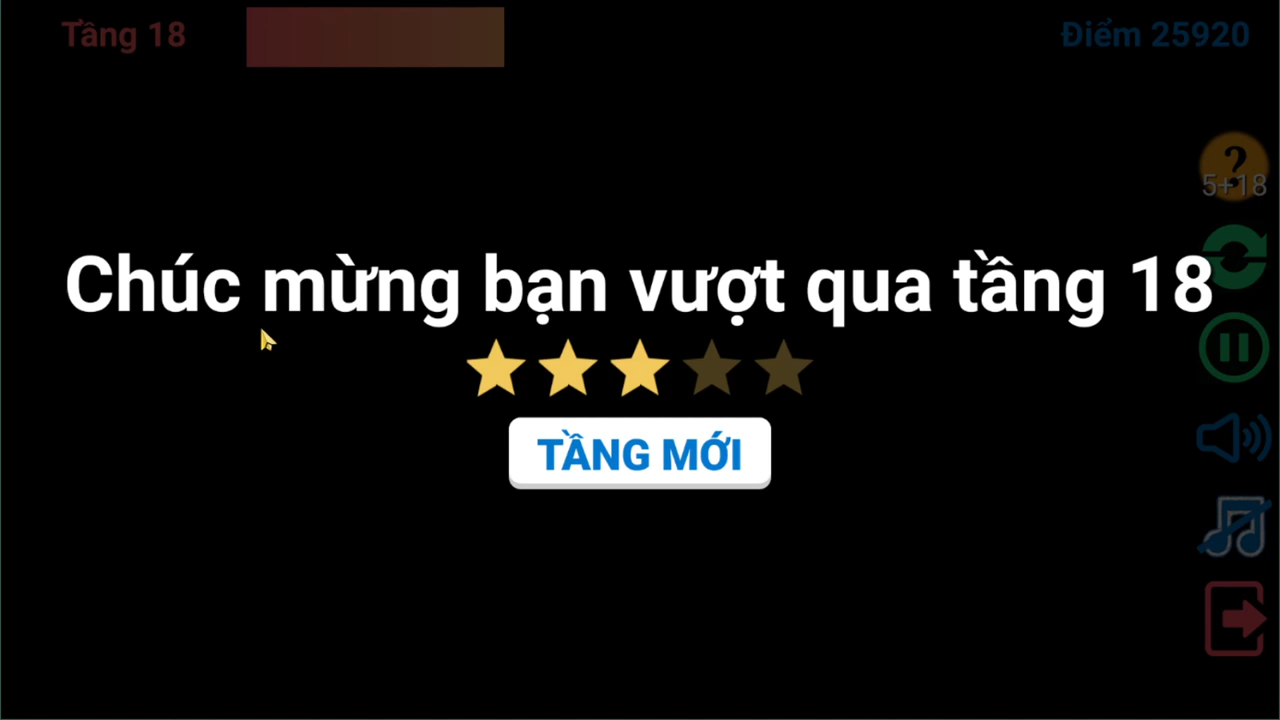 Tầng 18
Điểm 25920
?
5+18
Chúc mừng bạn vượt qua tầng 18
TẦNG MỚI